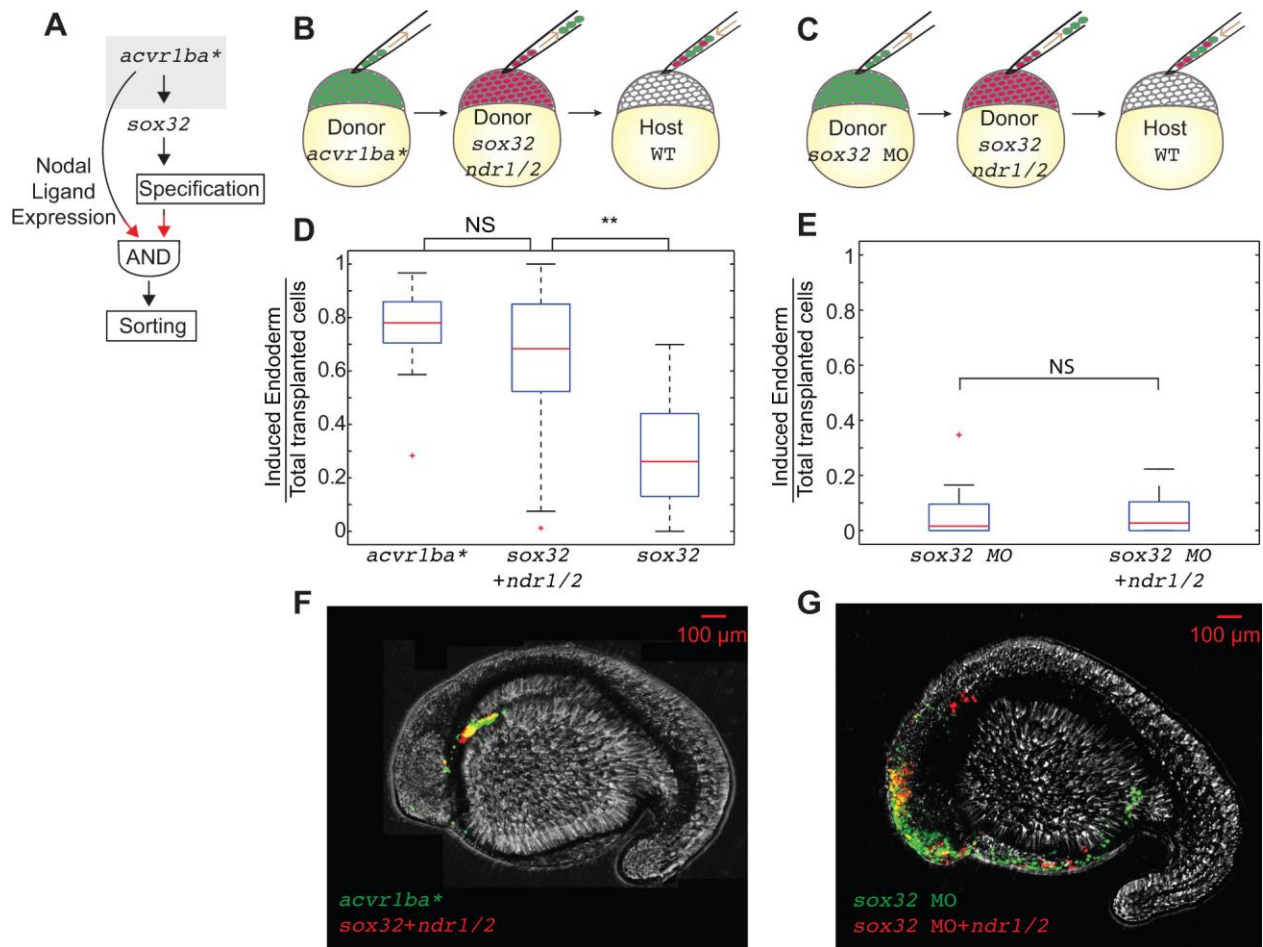 A
acvr1ba*
sox32
Nodal
Ligand
Expression
Specification
AND
Sorting
B
Donor
acvr1ba*
Donor
sox32
ndr1/2
Host
WT
C
Donor
sox32 MO
Donor
sox32
ndr1/2
Host
WT
D
NS
**
Induced Endoderm
Total transplanted cells
1
0.8
0.6
0.4
0.2
0
acvr1ba*
sox32
+ndr1/2
sox32
E
NS
Induced Endoderm
Total transplanted cells
1
0.8
0.6
0.4
0.2
0
sox32 MO
sox32 MO
+ndr1/2
F
100 µm
acvr1ba*
sox32+ndr1/2
G
100 µm
sox32 MO
sox32 MO+ndr1/2